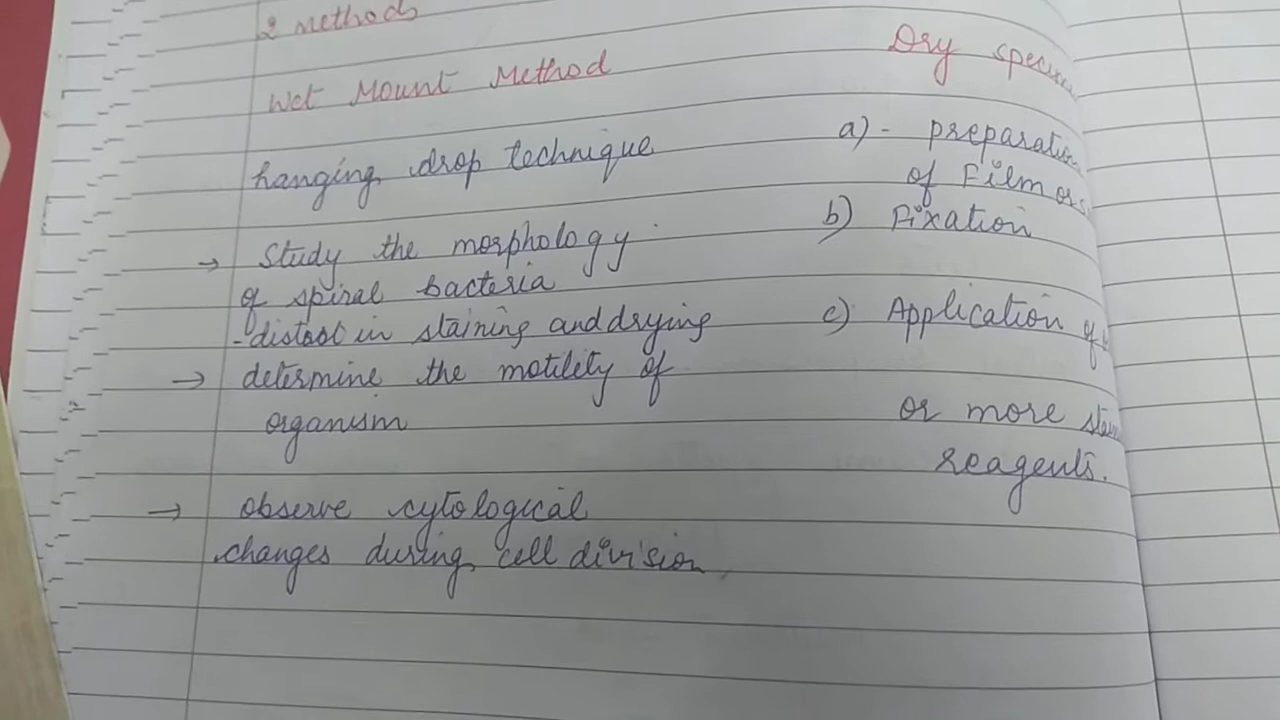 2 methods
Wet Mount Method
hanging drop technique
→ Study the morphology
of spiral bacteria
- distost in staining and drying
→ determine the motility of
organism
→ observe cytological
changes during cell division
Dry
a) - preparation
of Film or
b) Fixation
c) Application of
or more
reagents.